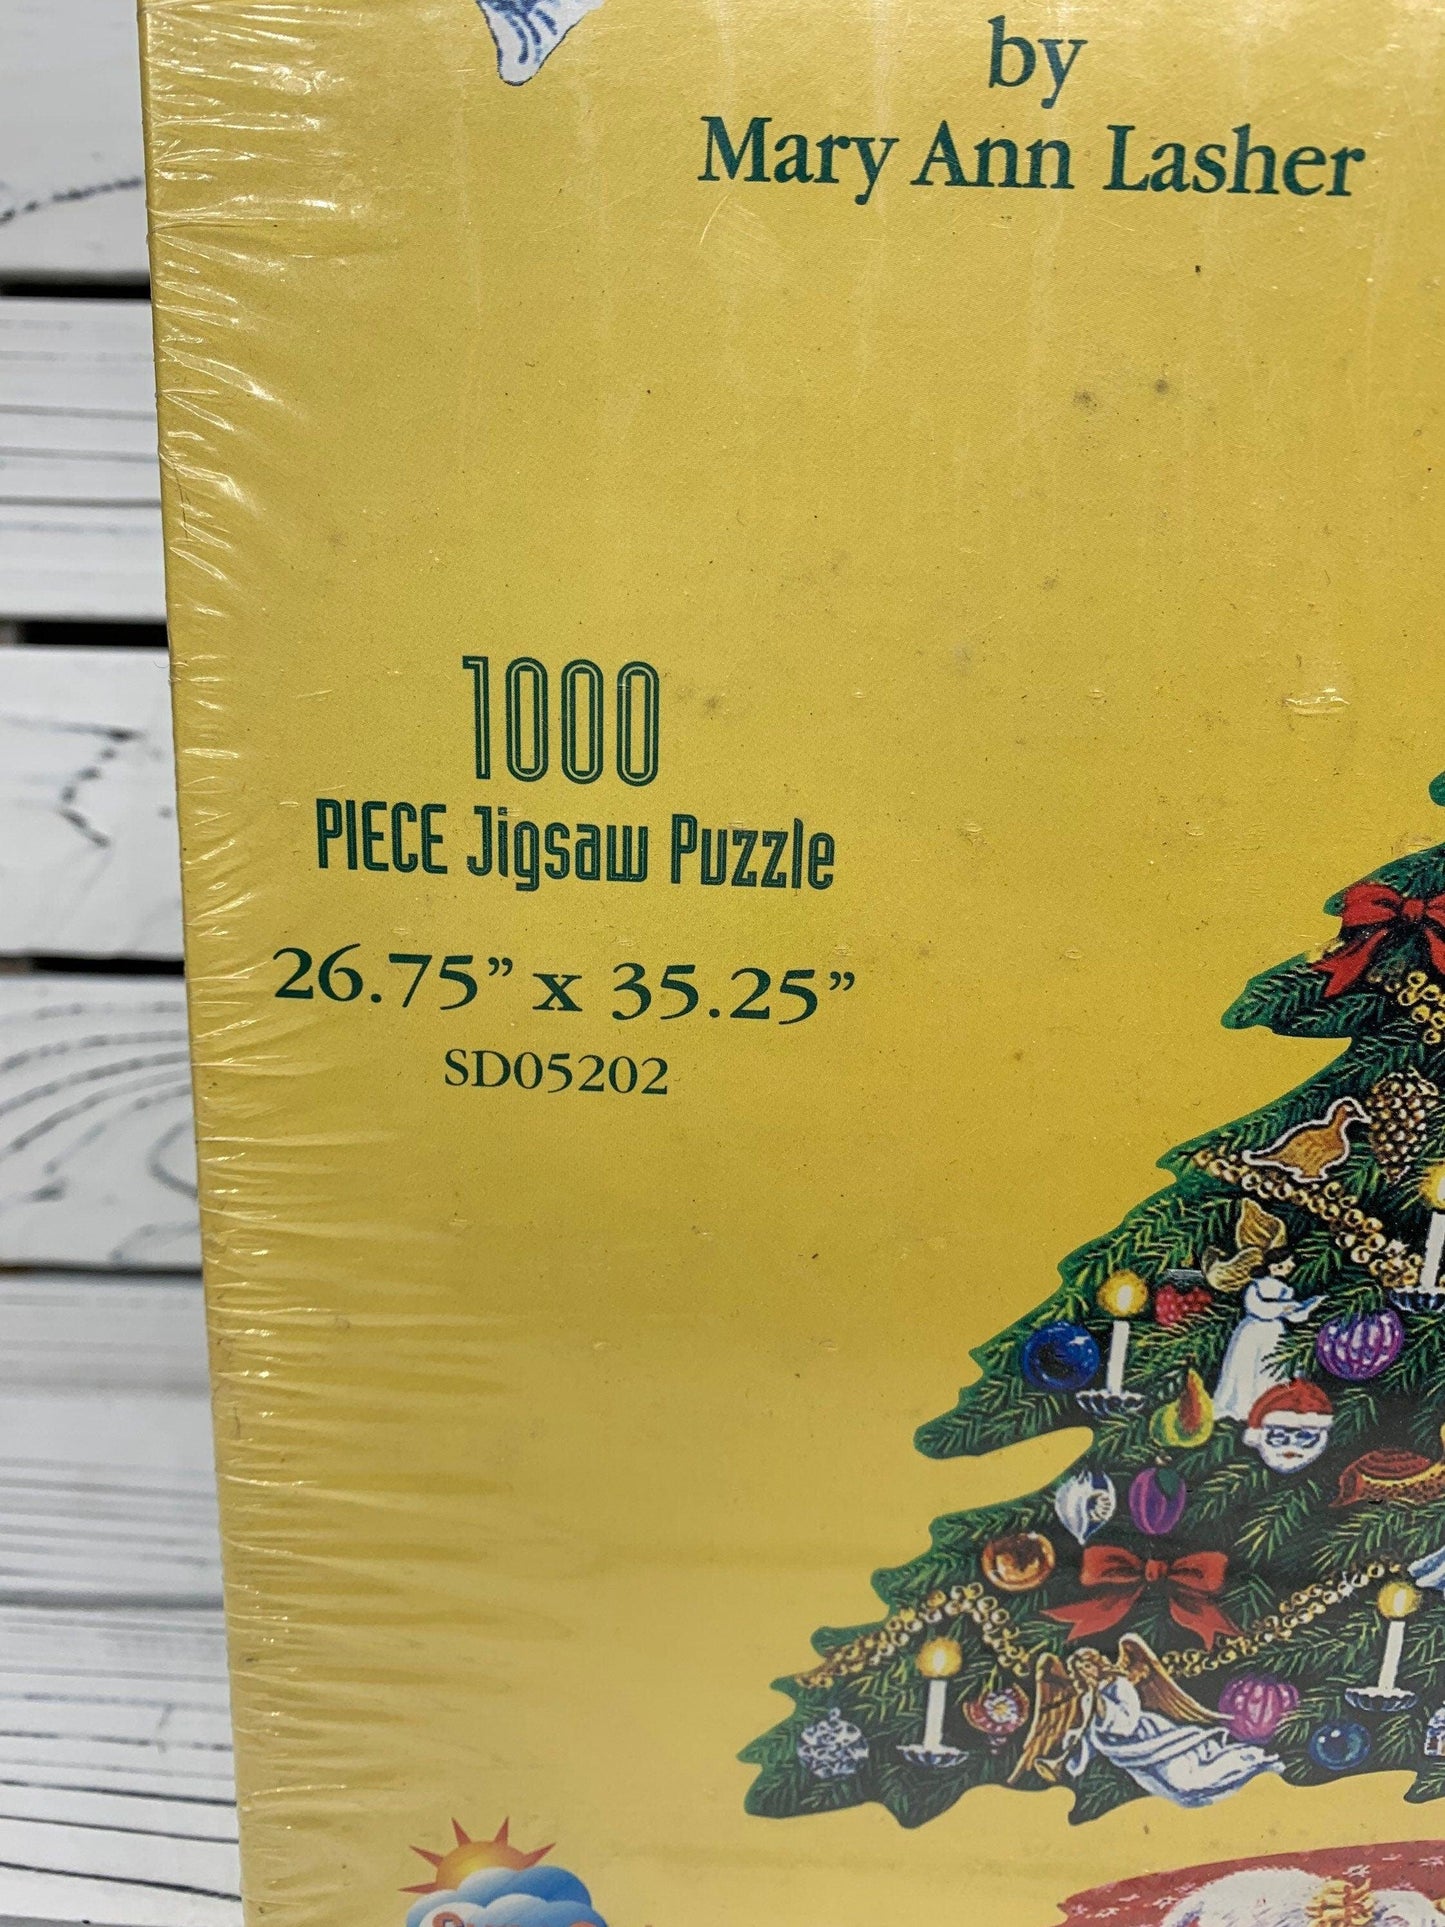 by
Mary Ann Lasher
1000
PIECE Jigsaw Puzzle
26.75” x 35.25”
SD05202